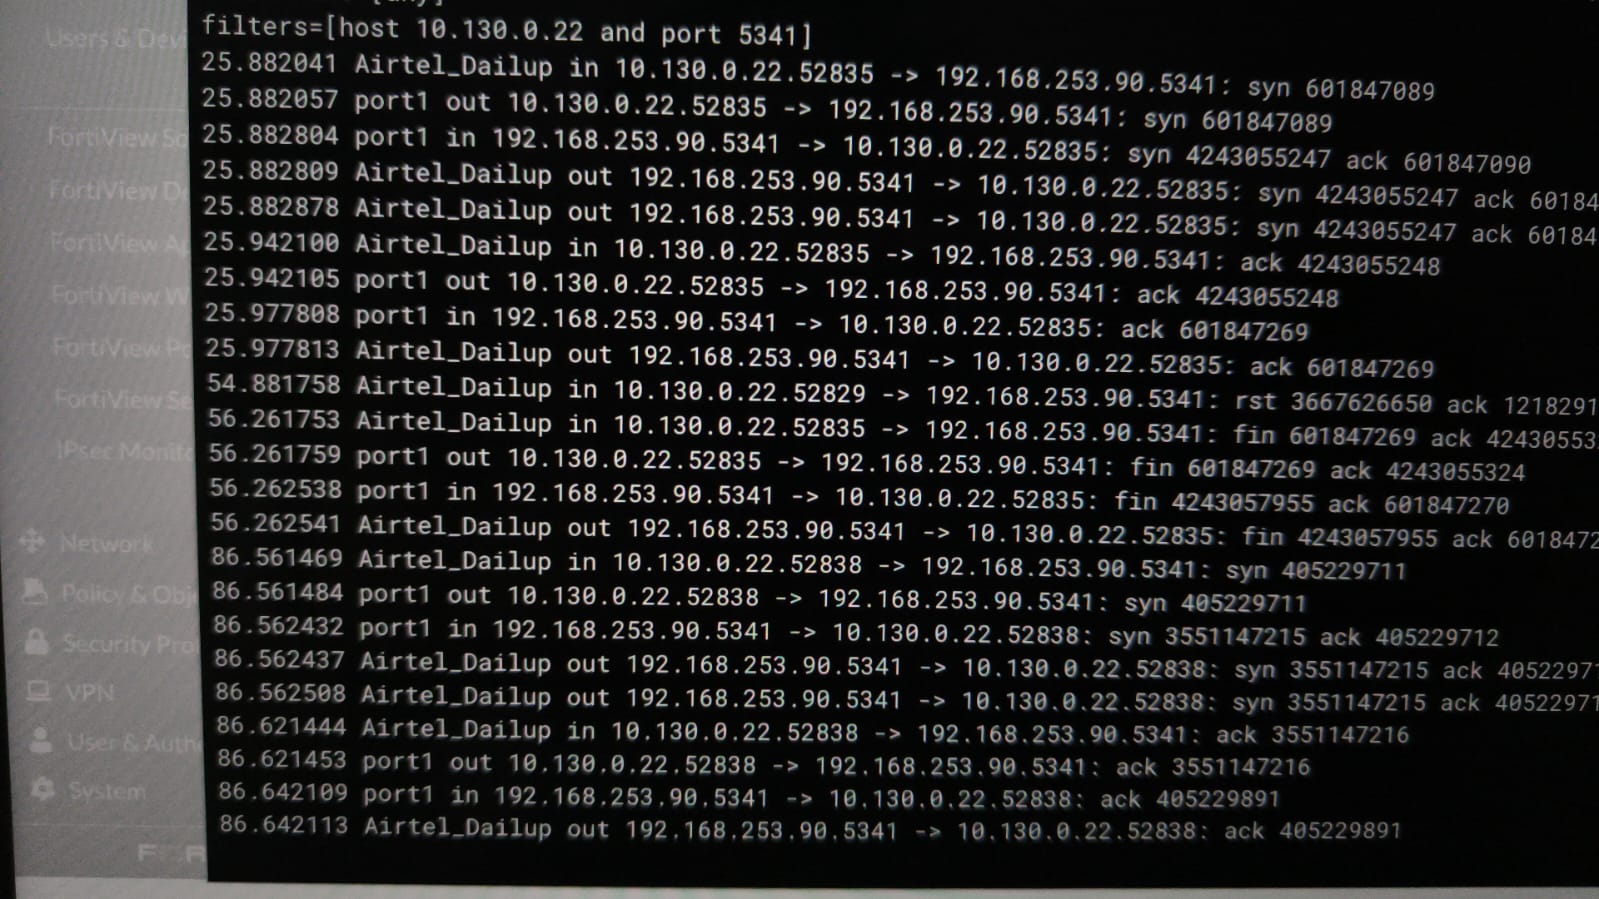 filters=[host 10.130.0.22 and port 5341]
25.882041 Airtel_Dailup in 10.130.0.22.52835 -> 192.168.253.90.5341: syn 601847089
25.882057 port1 out 10.130.0.22.52835 -> 192.168.253.90.5341: syn 601847089
25.882804 port1 in 192.168.253.90.5341 -> 10.130.0.22.52835: syn 4243055247 ack 601847090
25.882809 Airtel_Dailup out 192.168.253.90.5341 -> 10.130.0.22.52835: syn 4243055247 ack 60184
25.882878 Airtel_Dailup out 192.168.253.90.5341 -> 10.130.0.22.52835: syn 4243055247 ack 60184
25.942100 Airtel_Dailup in 10.130.0.22.52835 -> 192.168.253.90.5341: ack 4243055248
25.942105 port1 out 10.130.0.22.52835 -> 192.168.253.90.5341: ack 4243055248
25.977808 port1 in 192.168.253.90.5341 -> 10.130.0.22.52835: ack 601847269
25.977813 Airtel_Dailup out 192.168.253.90.5341 -> 10.130.0.22.52835: ack 601847269
54.881758 Airtel_Dailup in 10.130.0.22.52829 -> 192.168.253.90.5341: rst 3667626650 ack 1218291
56.261753 Airtel_Dailup in 10.130.0.22.52835 -> 192.168.253.90.5341: fin 601847269 ack 42430553
56.261759 port1 out 10.130.0.22.52835 -> 192.168.253.90.5341: fin 601847269 ack 4243055324
56.262538 port1 in 192.168.253.90.5341 -> 10.130.0.22.52835: fin 4243057955 ack 601847270
56.262541 Airtel_Dailup out 192.168.253.90.5341 -> 10.130.0.22.52835: fin 4243057955 ack 6018472
86.561469 Airtel_Dailup in 10.130.0.22.52838 -> 192.168.253.90.5341: syn 405229711
86.561484 port1 out 10.130.0.22.52838 -> 192.168.253.90.5341: syn 405229711
86.562432 port1 in 192.168.253.90.5341 -> 10.130.0.22.52838: syn 3551147215 ack 405229712
86.562437 Airtel_Dailup out 192.168.253.90.5341 -> 10.130.0.22.52838: syn 3551147215 ack 40522971
86.562508 Airtel_Dailup out 192.168.253.90.5341 -> 10.130.0.22.52838: syn 3551147215 ack 40522971
86.621444 Airtel_Dailup in 10.130.0.22.52838 -> 192.168.253.90.5341: ack 3551147216
86.621453 port1 out 10.130.0.22.52838 -> 192.168.253.90.5341: ack 3551147216
86.642109 port1 in 192.168.253.90.5341 -> 10.130.0.22.52838: ack 405229891
86.642113 Airtel_Dailup out 192.168.253.90.5341 -> 10.130.0.22.52838: ack 405229891
Users & Devi
FortiView So
FortiView D
FortiView Ap
FortiView W
FortiView Po
FortiView Se
IPsec Monito
Network
Policy & Obj
Security Pro
VPN
User & Auth
System